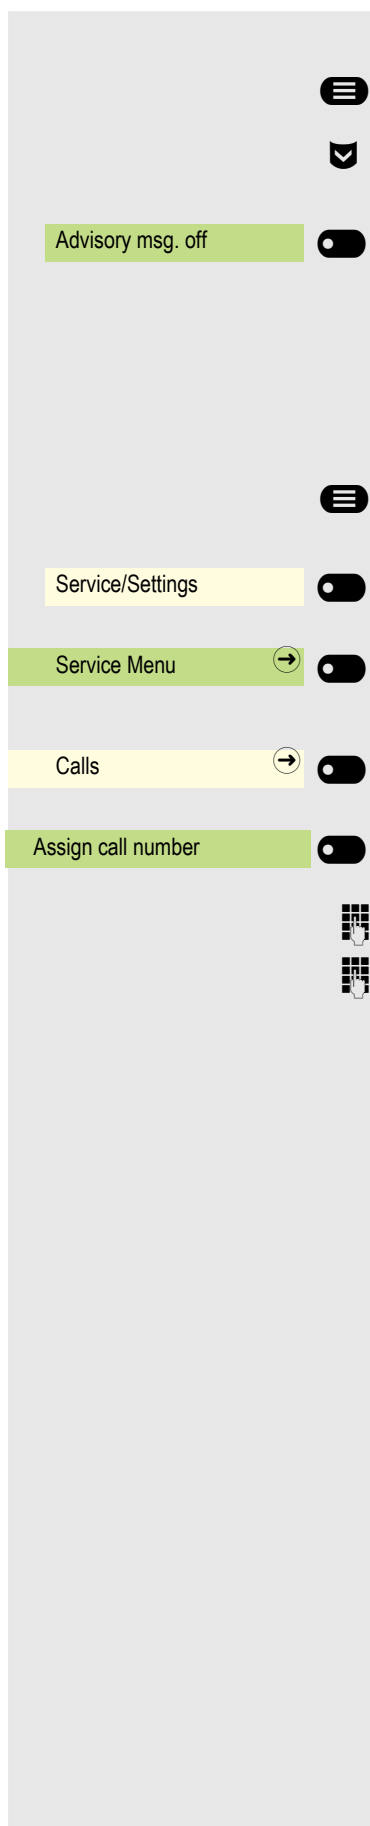 Advisory msg. off
Service/Settings
Service Menu
Calls
Assign call number